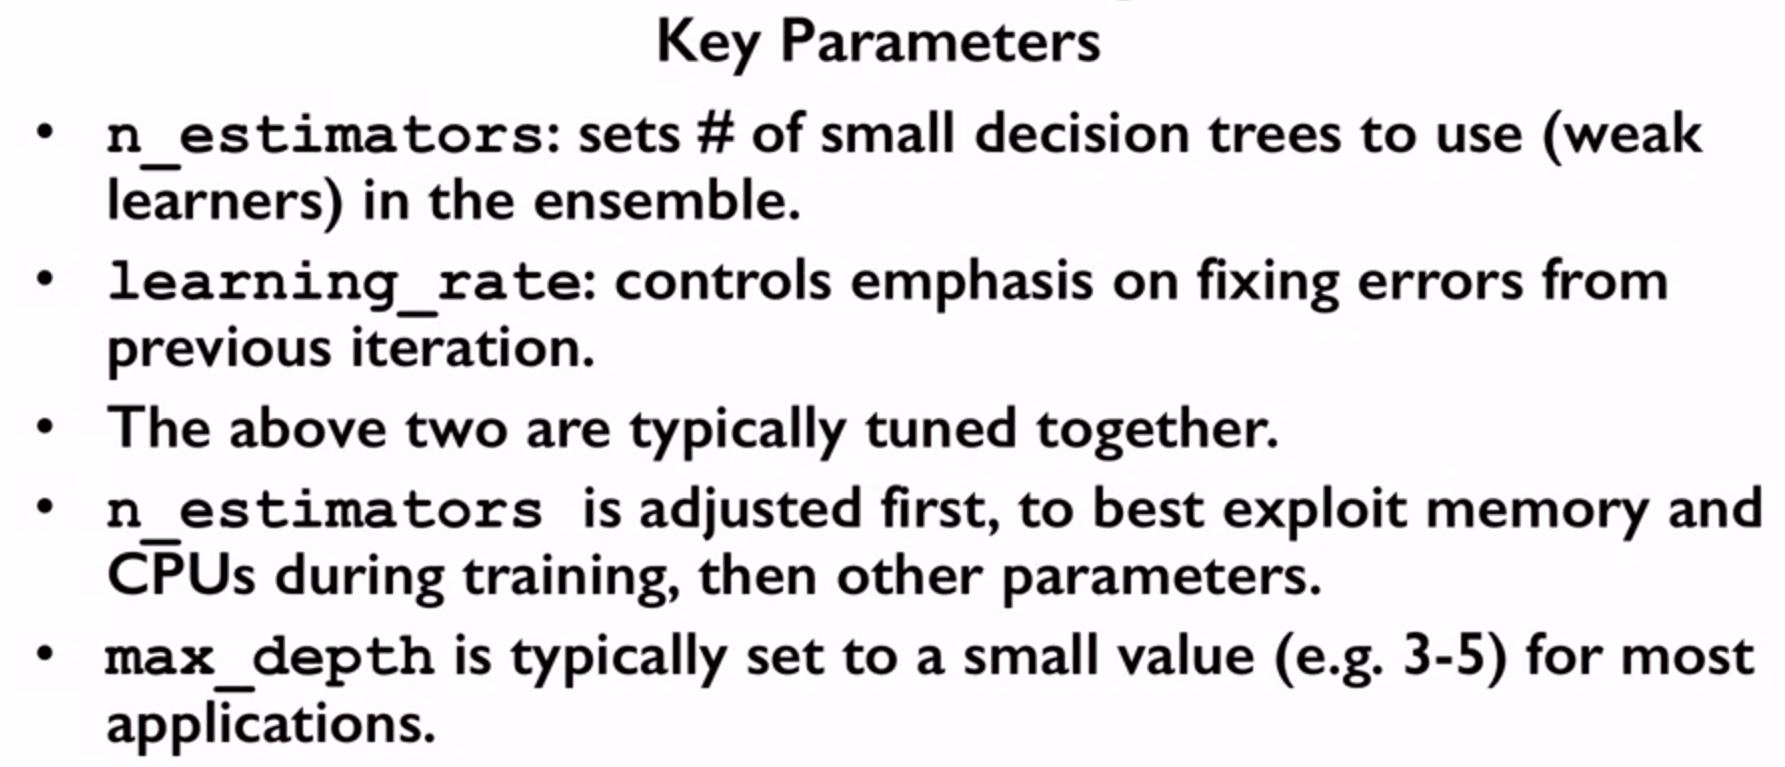 Key Parameters
• n_estimators: sets # of small decision trees to use (weak
learners) in the ensemble.
• learning_rate: controls emphasis on fixing errors from
previous iteration.
• The above two are typically tuned together.
• n_estimators is adjusted first, to best exploit memory and
CPUs during training, then other parameters.
• max_depth is typically set to a small value (e.g. 3-5) for most
applications.